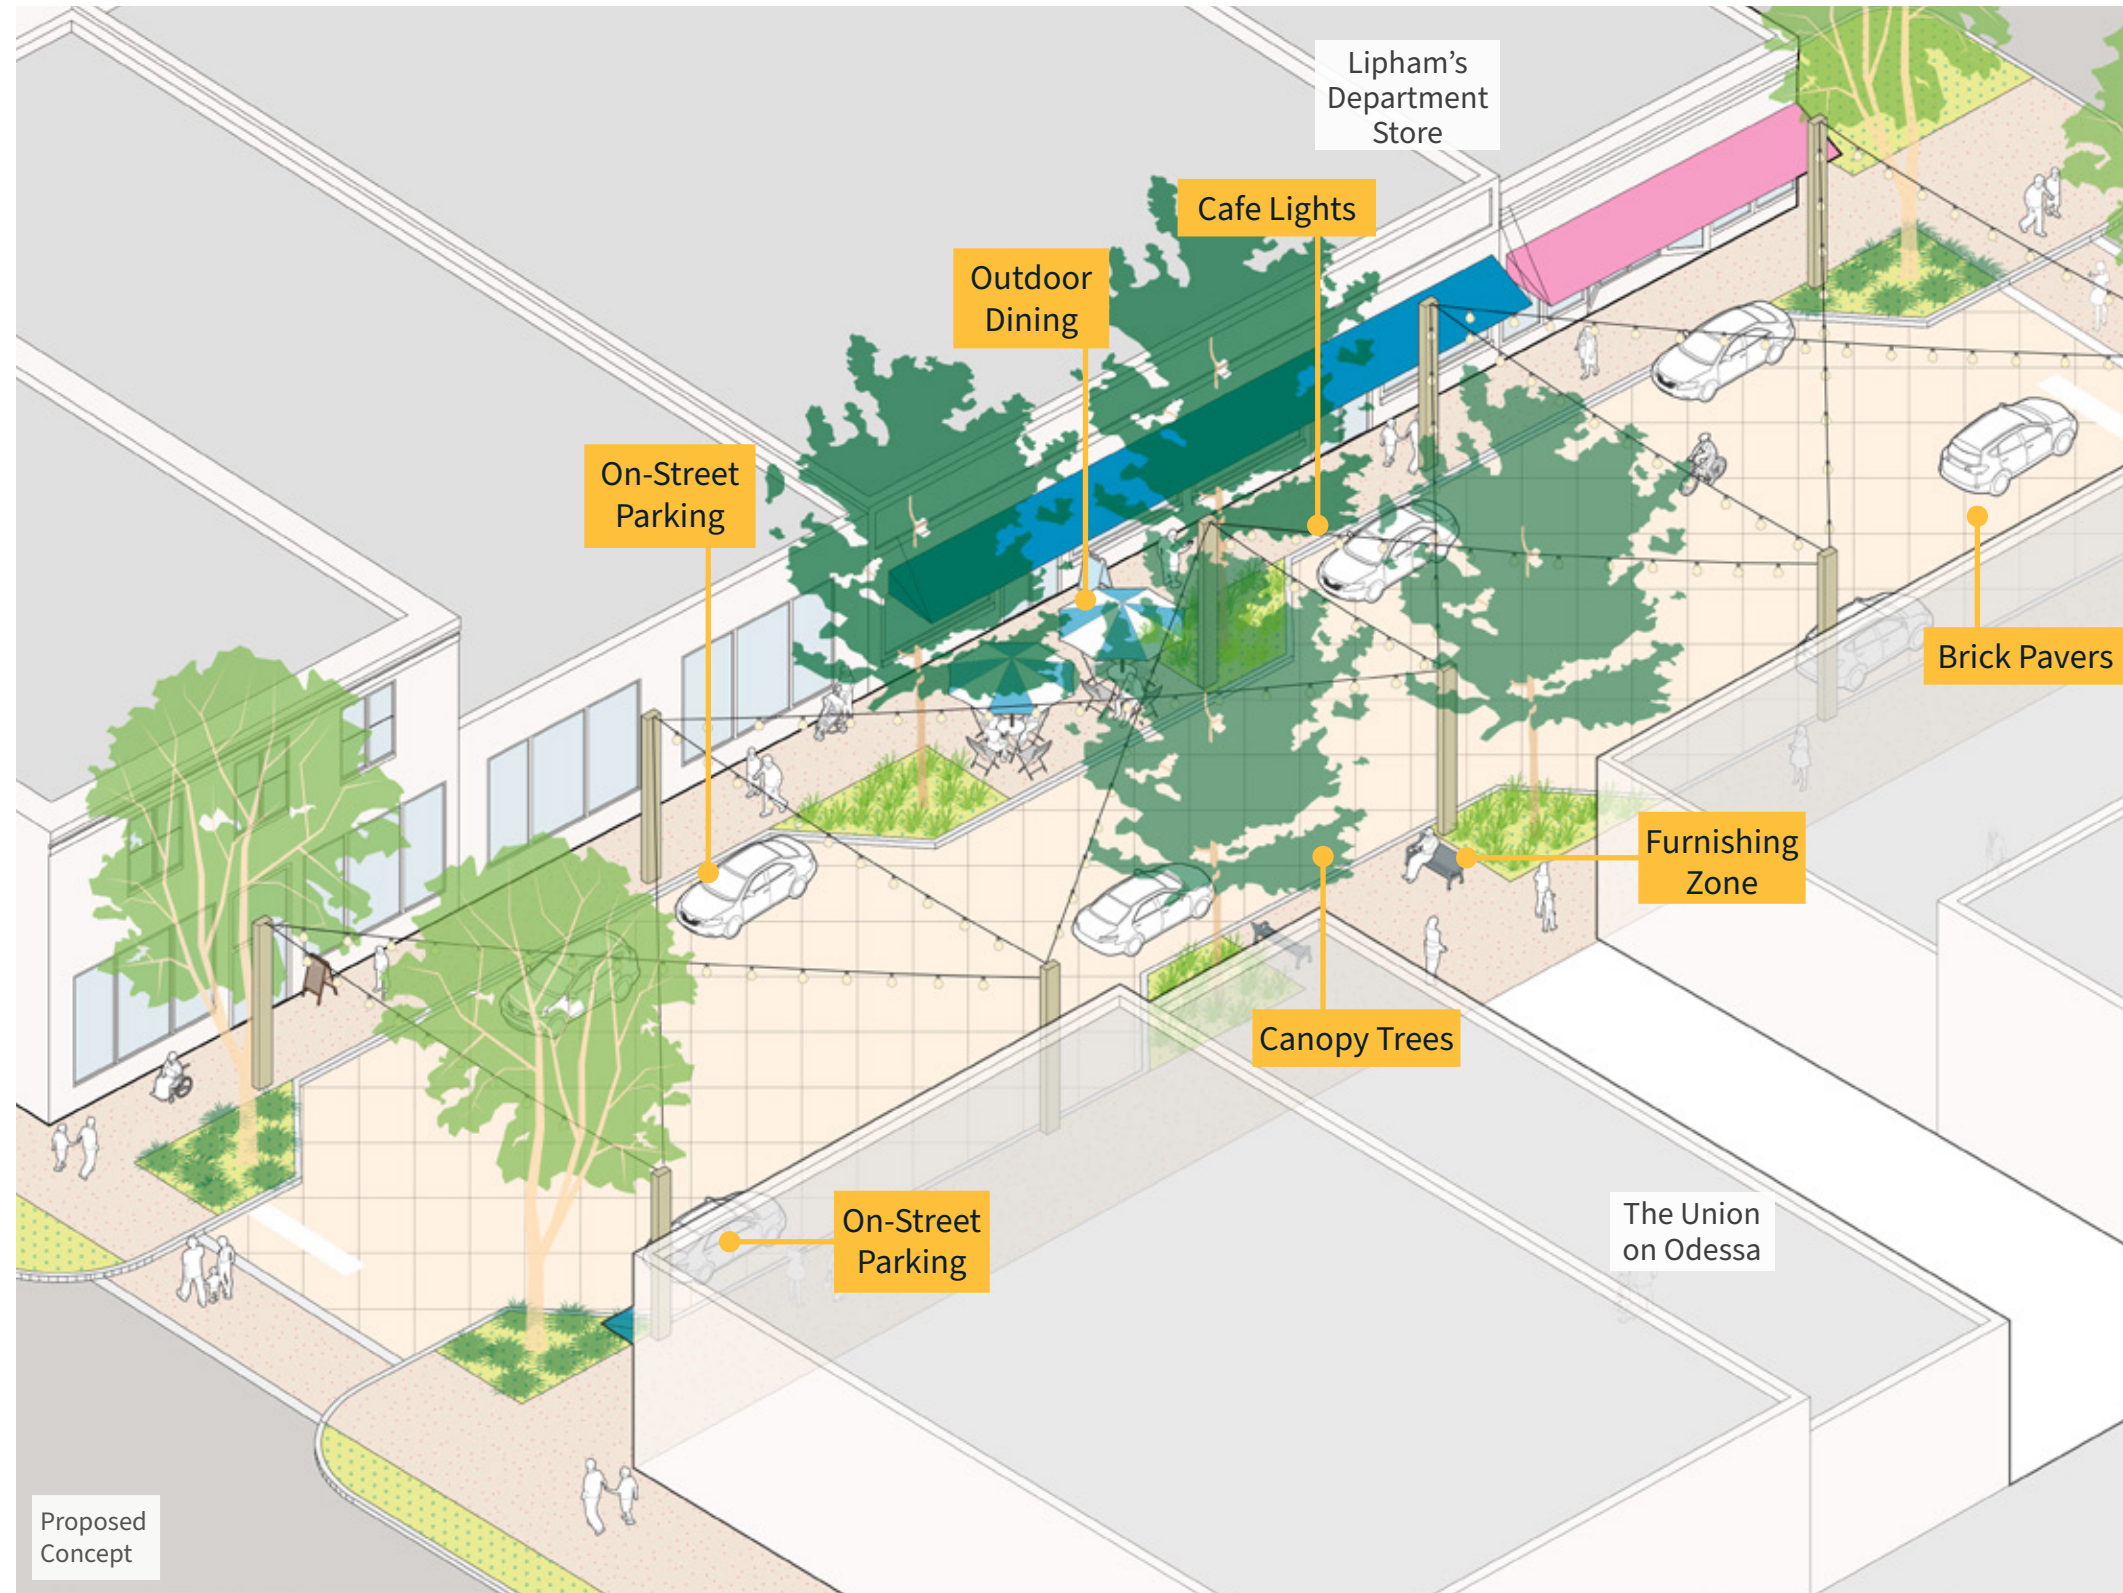 Lipham’s
Department
Store
Cafe Lights
Outdoor
Dining
On-Street
Parking
Brick Pavers
Furnishing
Zone
Canopy Trees
On-Street
Parking
The Union
on Odessa
Proposed
Concept